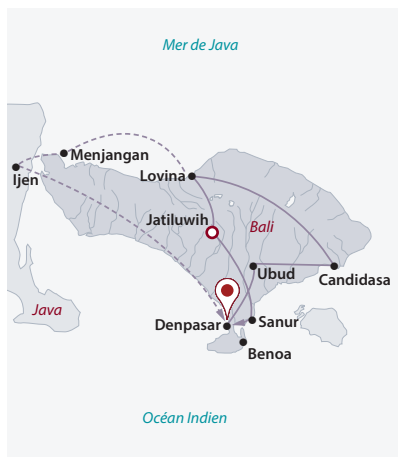 Mer de Java
Menjangan
Ijen
Lovina
Jatiluwih
Bali
Ubud
Candidasa
Java
Denpasar
Sanur
Benoa
Océan Indien